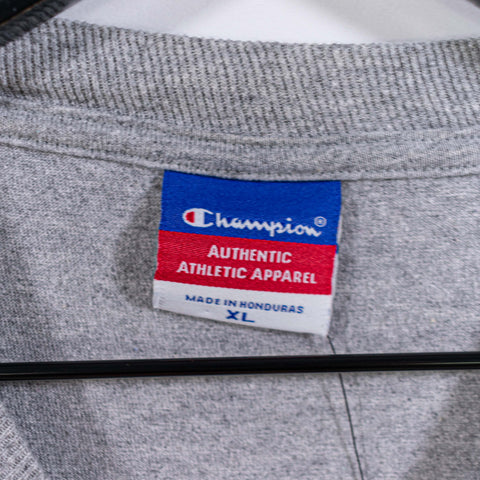 Champion®
AUTHENTIC
ATHLETIC APPAREL
MADE IN HONDURAS
XL